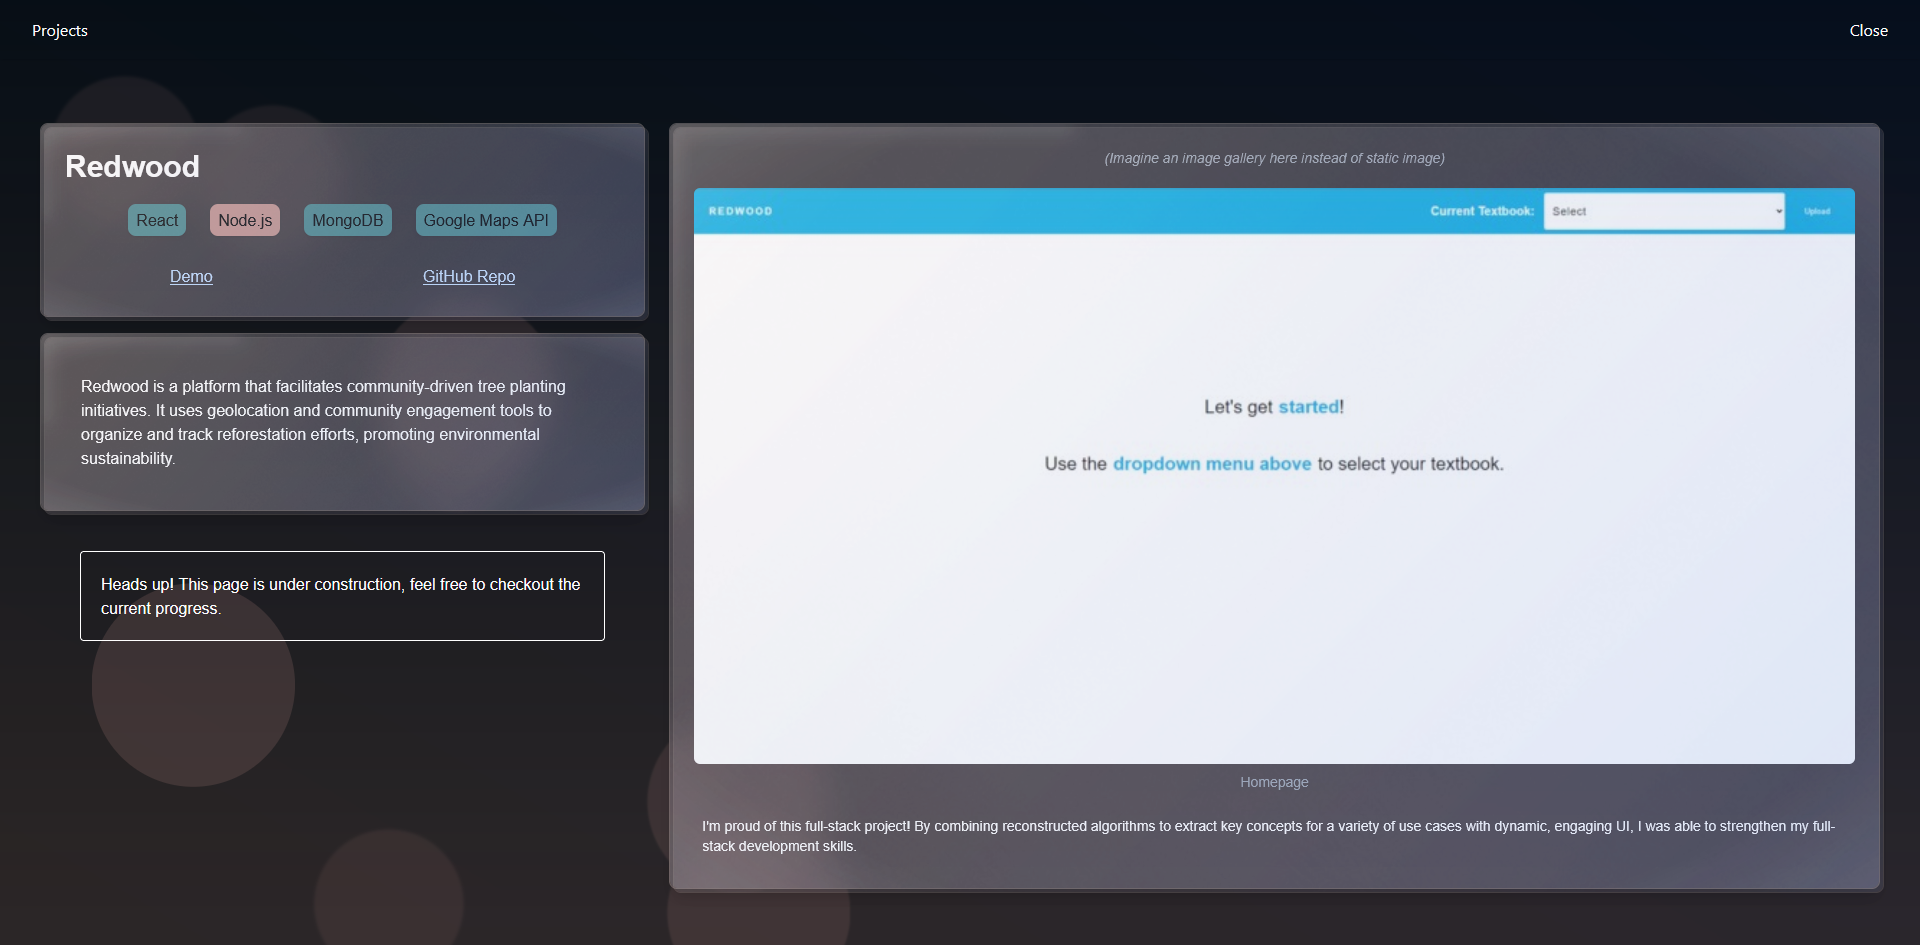 Projects
Close
Redwood
React
Node.js
MongoDB
Google Maps API
Demo
GitHub Repo
Redwood is a platform that facilitates community-driven tree planting
initiatives. It uses geolocation and community engagement tools to
organize and track reforestation efforts, promoting environmental
sustainability.
Heads up! This page is under construction, feel free to checkout the
current progress.
(Imagine an image gallery here instead of static image)
REDWOOD
Current Textbook:
Select
Upload
Let's get started!
Use the dropdown menu above to select your textbook.
Homepage
I'm proud of this full-stack project! By combining reconstructed algorithms to extract key concepts for a variety of use cases with dynamic, engaging UI, I was able to strengthen my full-
stack development skills.